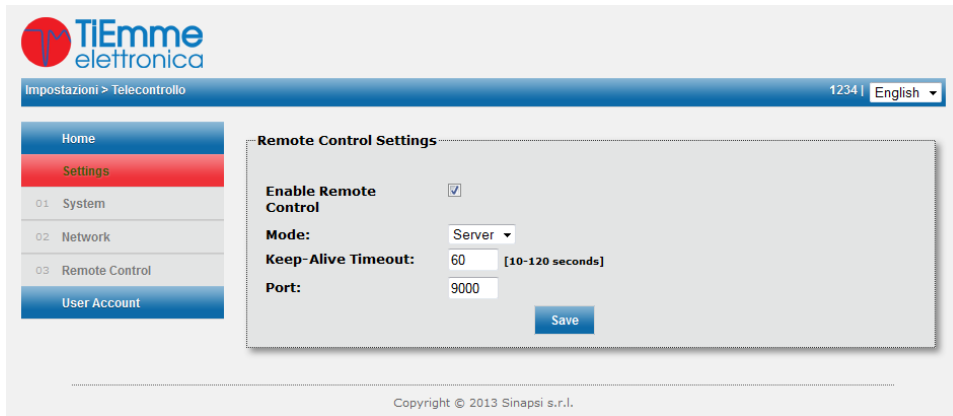 TiEmme
elettronica
Impostazioni > Telecontrollo
1234 | English
Home
Settings
01 System
02 Network
03 Remote Control
User Account
Remote Control Settings
Enable Remote
Control
Mode: Server
Keep-Alive Timeout: 60 [10-120 seconds]
Port: 9000
Save
Copyright © 2013 Sinapsi s.r.l.